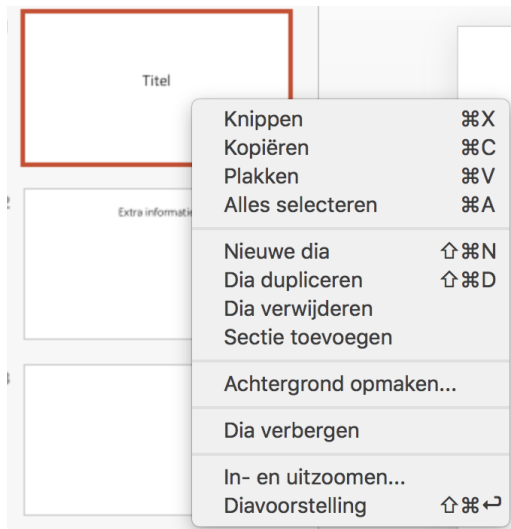 Titel
Extra informatie
Knippen ⌘X
Kopiëren ⌘C
Plakken ⌘V
Alles selecteren ⌘A
Nieuwe dia ⇧⌘N
Dia dupliceren ⇧⌘D
Dia verwijderen
Sectie toevoegen
Achtergrond opmaken...
Dia verbergen
In- en uitzoomen...
Diavoorstelling ⇧⌘↩